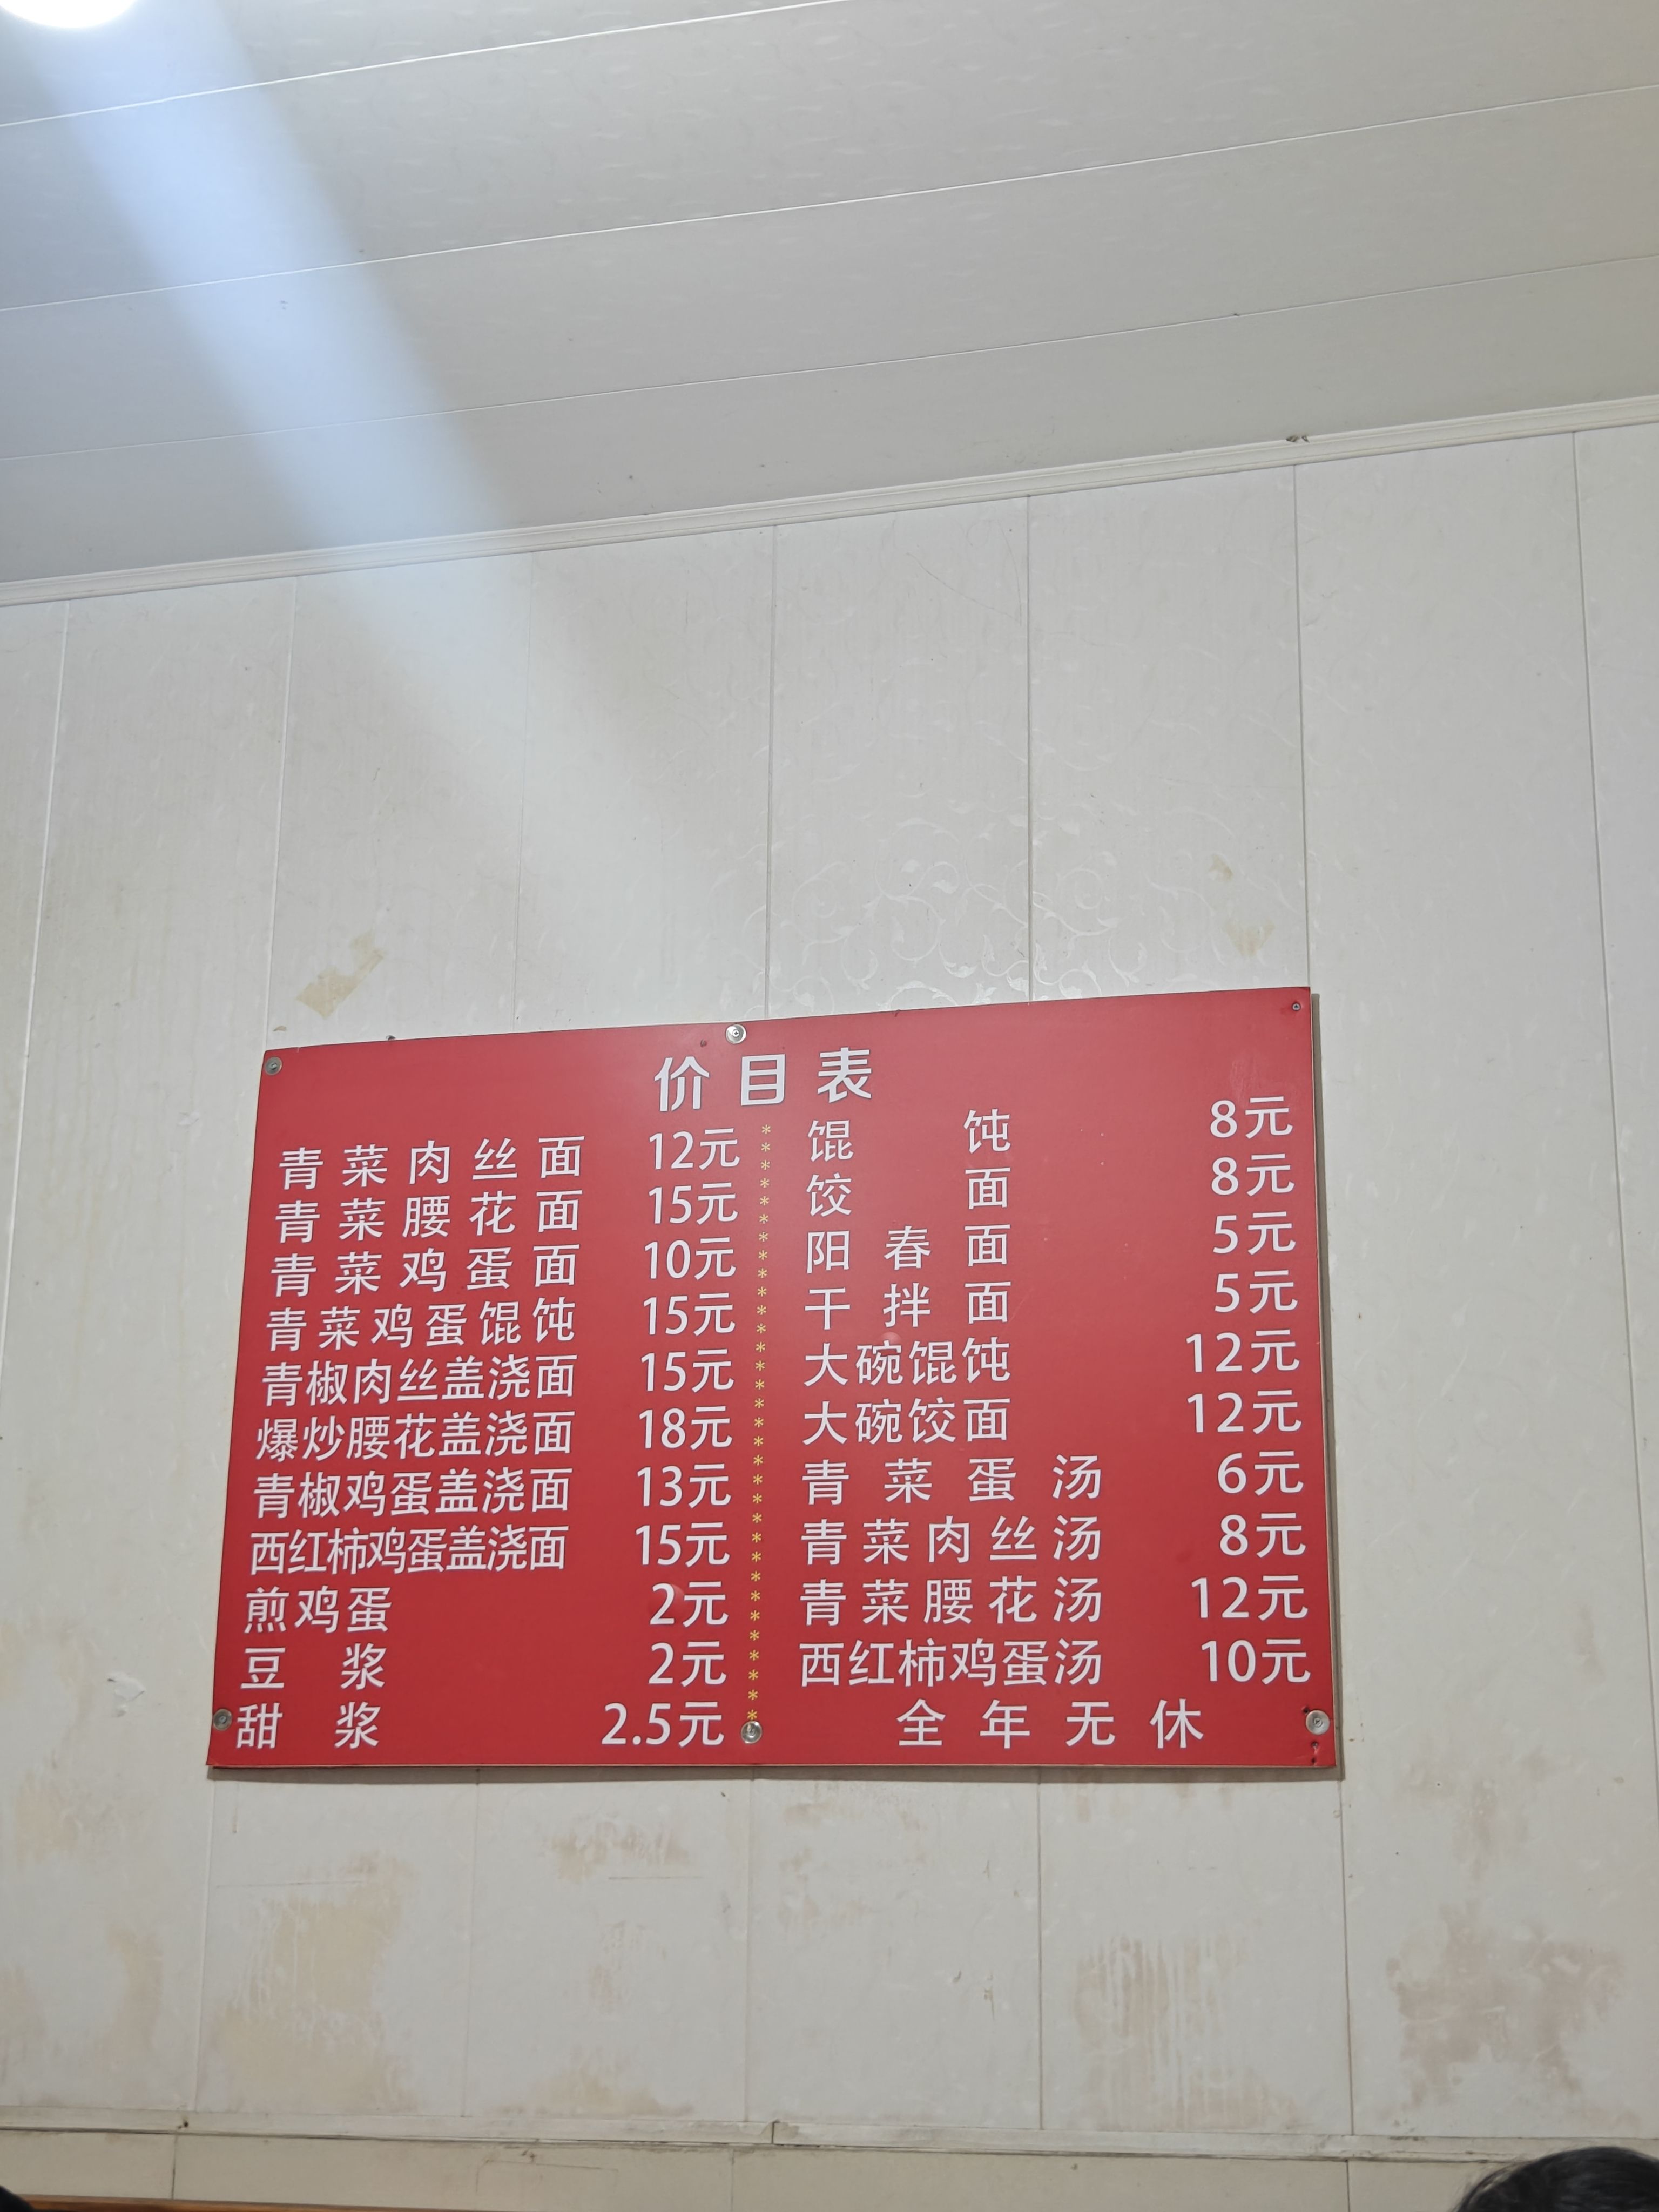 价目表
青菜肉丝面 12元
青菜腰花面 15元
青菜鸡蛋面 10元
青菜鸡蛋馄饨 15元
青椒肉丝盖浇面 15元
爆炒腰花盖浇面 18元
青椒鸡蛋盖浇面 13元
西红柿鸡蛋盖浇面 15元
煎鸡蛋 2元
豆浆 2元
甜浆 2.5元
馄饨 8元
饺面 8元
阳春面 5元
干拌面 5元
大碗馄饨 12元
大碗饺面 12元
青菜蛋汤 6元
青菜肉丝汤 8元
青菜腰花汤 12元
西红柿鸡蛋汤 10元
全年无休